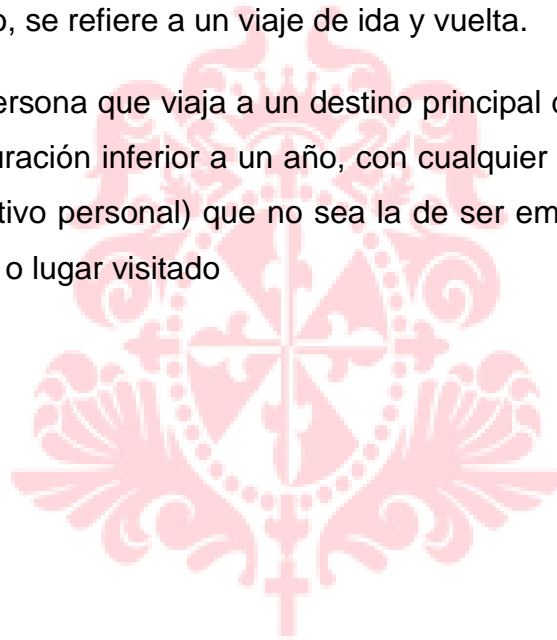 o, se refiere a un viaje de ida y vuelta.
ersona que viaja a un destino principal
uración inferior a un año, con cualquier
tivo personal) que no sea la de ser em
o lugar visitado